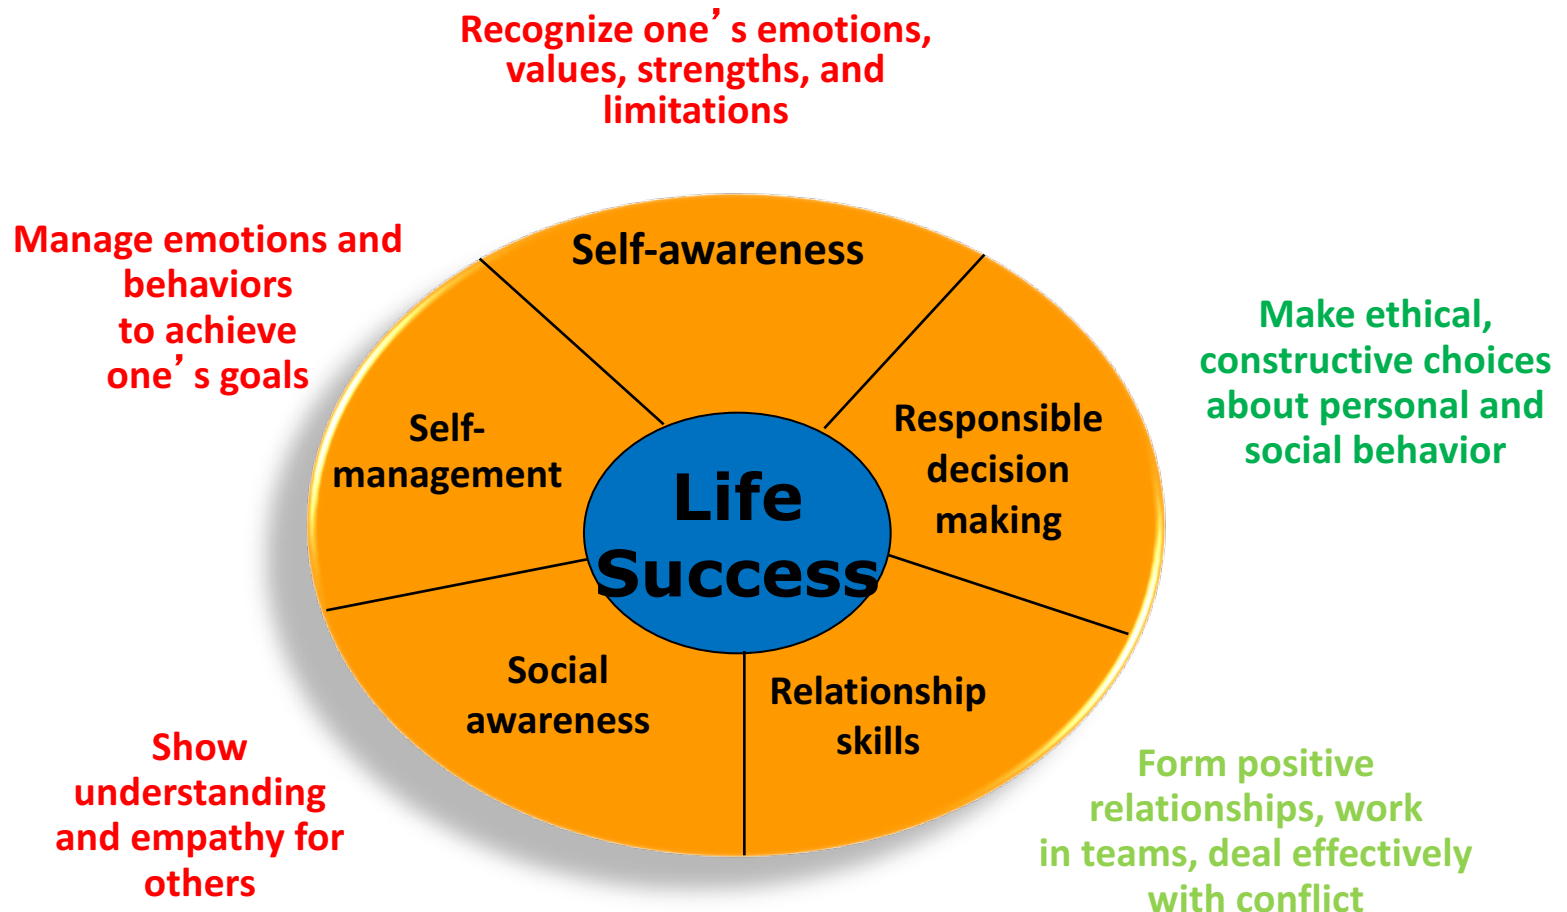 Recognize one’s emotions,
values, strengths, and
limitations
Manage emotions and
behaviors
to achieve
one’s goals
Self-awareness
Make ethical,
constructive choices
about personal and
social behavior
Self-
management
Responsible
decision
making
Life
Success
Social
awareness
Relationship
skills
Show
understanding
and empathy for
others
Form positive
relationships, work
in teams, deal effectively
with conflict